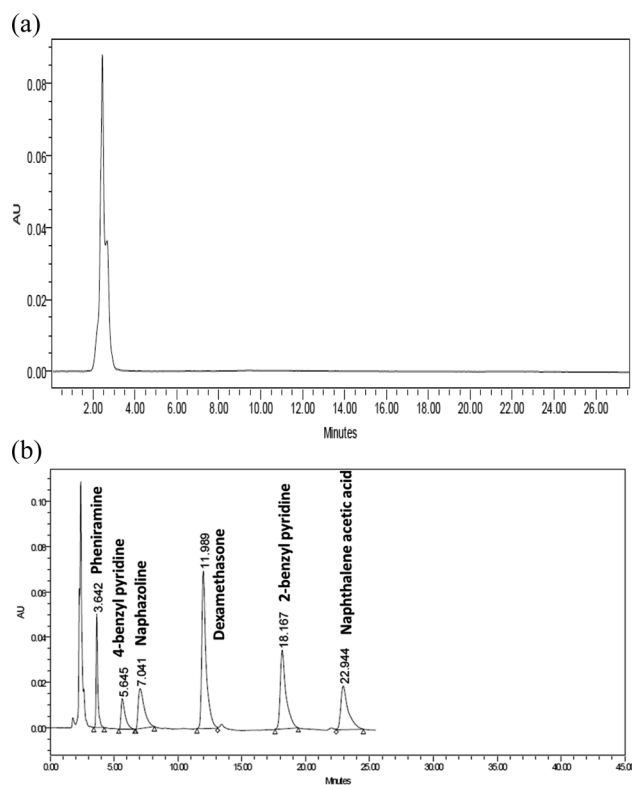 (a)
0.08
0.06
AU
0.04
0.02
0.00
2.00 4.00 6.00 8.00 10.00 12.00 14.00 16.00 18.00 20.00 22.00 24.00 26.00
Minutes
(b)
0.10
0.08
0.06
AU
0.04
0.02
0.00
3.642 Pheniramine
5.645 4-benzyl pyridine
7.041 Naphazoline
11.989 Dexamethasone
18.167 2-benzyl pyridine
22.944 Naphthalene acetic acid
0.00 5.00 10.00 15.00 20.00 25.00 30.00 35.00 40.00 45.00
Minutes